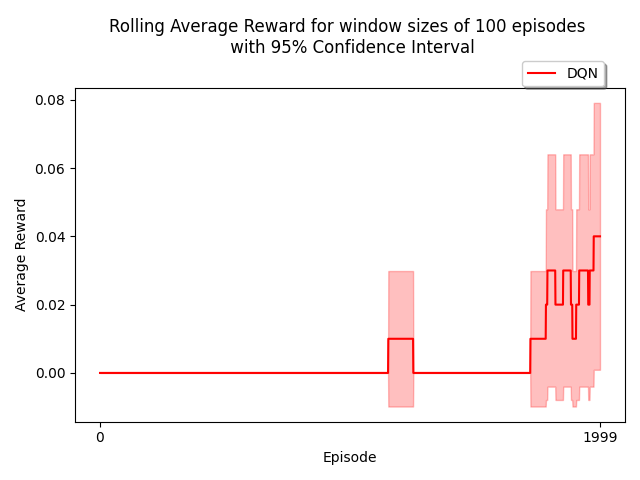 Rolling Average Reward for window sizes of 100 episodes
with 95% Confidence Interval
DQN
0.08
0.06
0.04
0.02
0.00
Average Reward
0
1999
Episode